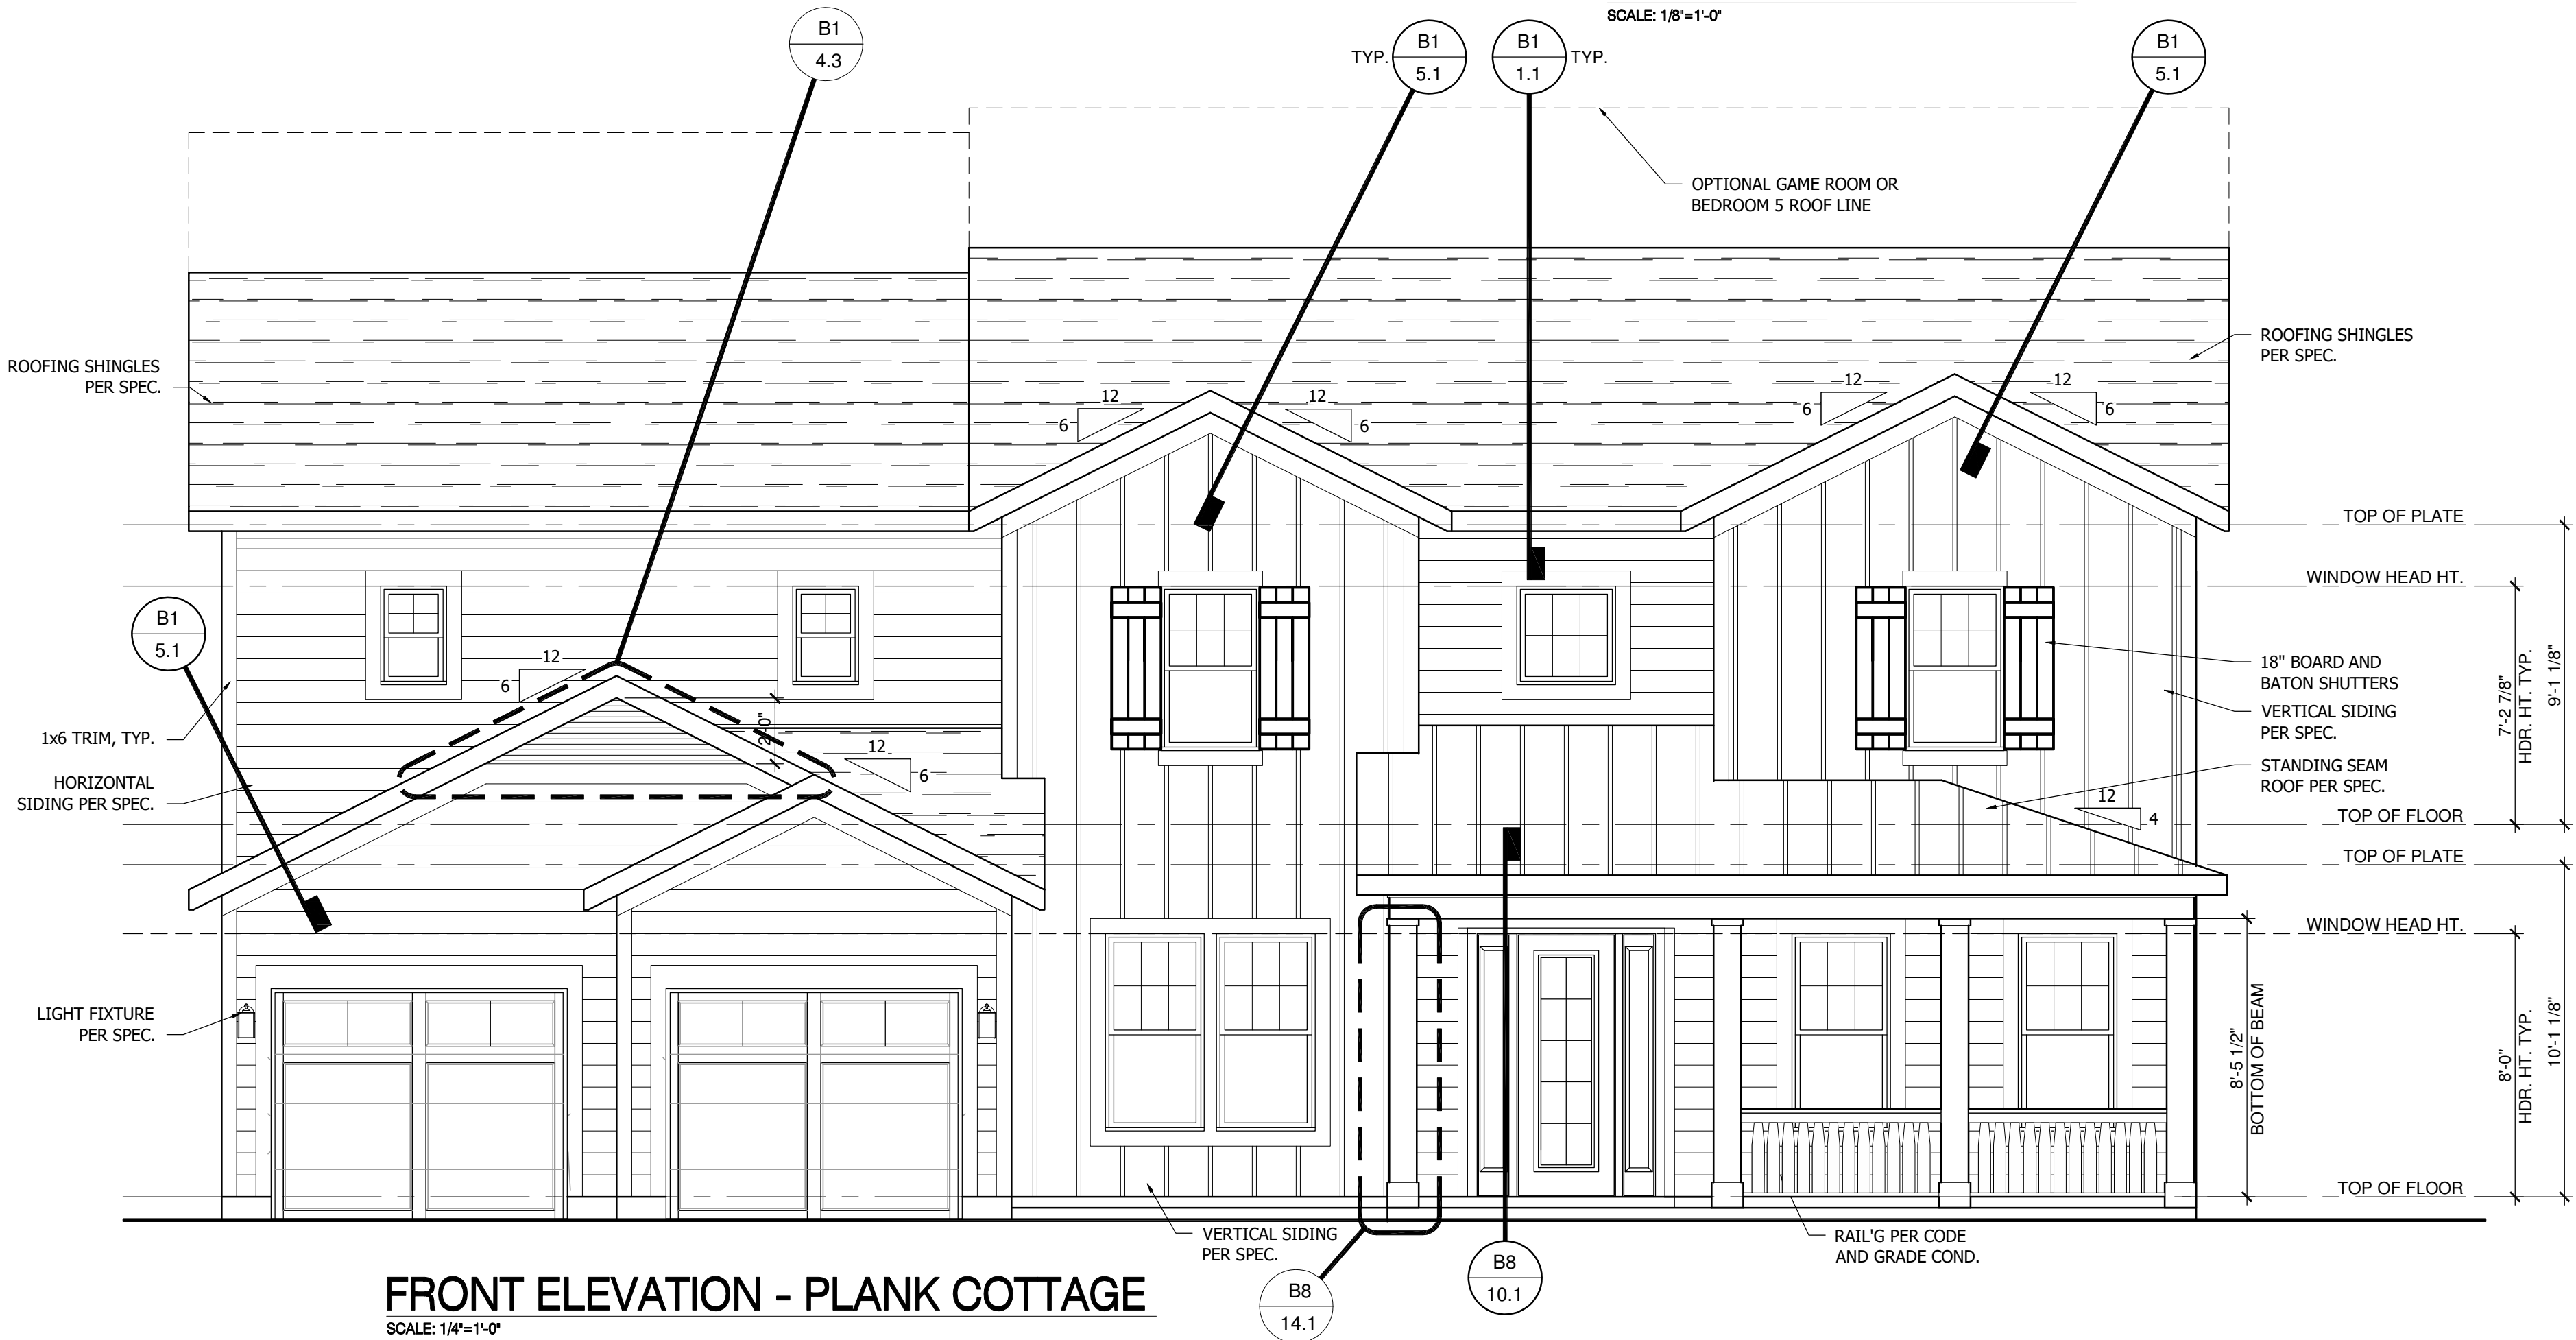 SCALE: 1/8"=1'-0"
B1
4.3
TYP.
B1
5.1
B1
1.1
TYP.
B1
5.1
OPTIONAL GAME ROOM OR
BEDROOM 5 ROOF LINE
ROOFING SHINGLES
PER SPEC.
ROOFING SHINGLES
PER SPEC.
12
6
12
6
12
6
12
6
TOP OF PLATE
WINDOW HEAD HT.
B1
5.1
12
6
2'-0"
12
6
1x6 TRIM, TYP.
HORIZONTAL
SIDING PER SPEC.
18" BOARD AND
BATON SHUTTERS
VERTICAL SIDING
PER SPEC.
STANDING SEAM
ROOF PER SPEC.
12
4
7'-2 7/8"
HDR. HT. TYP.
9'-1 1/8"
TOP OF FLOOR
TOP OF PLATE
WINDOW HEAD HT.
LIGHT FIXTURE
PER SPEC.
8'-5 1/2"
BOTTOM OF BEAM
8'-0"
HDR. HT. TYP.
10'-1 1/8"
TOP OF FLOOR
VERTICAL SIDING
PER SPEC.
RAIL'G PER CODE
AND GRADE COND.
B8
14.1
B8
10.1
FRONT ELEVATION - PLANK COTTAGE
SCALE: 1/4"=1'-0"